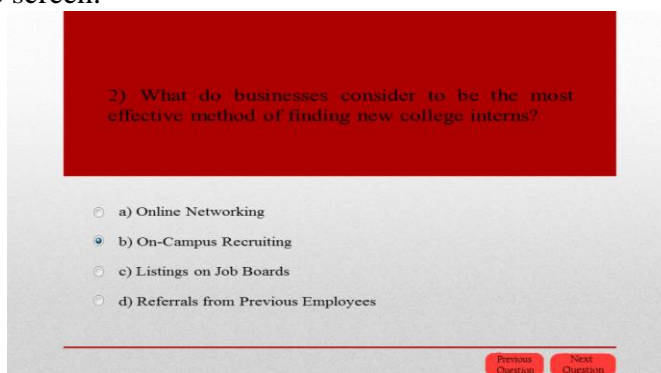 screen.
2) What do businesses consider to be the most
effective method of finding new college interns?
a) Online Networking
b) On-Campus Recruiting
c) Listings on Job Boards
d) Referrals from Previous Employees
Previous
Question
Next
Question